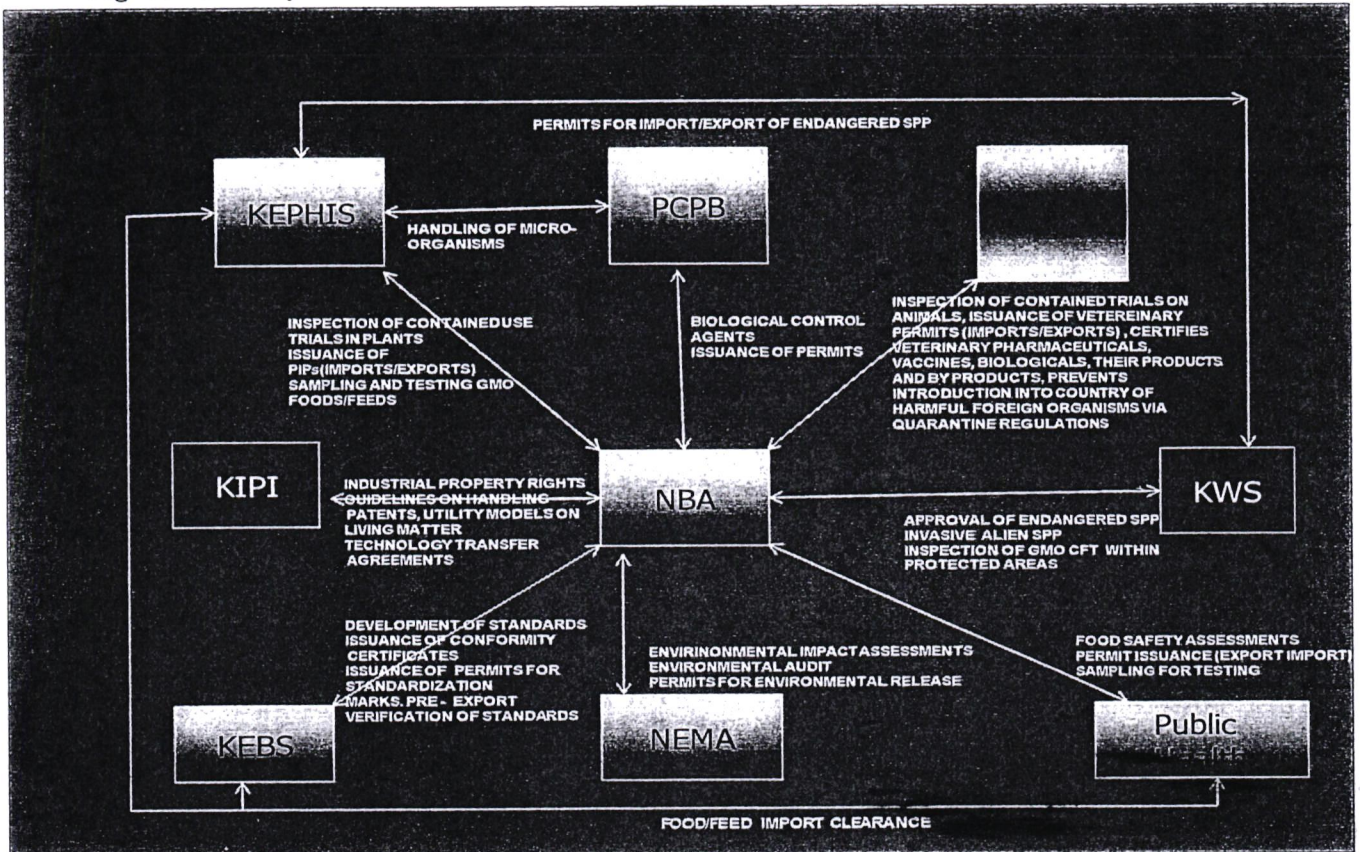 PERMITS FOR IMPORT/EXPORT OF ENDANGERED SPP
KEPHIS
PCPB
HANDLING OF MICRO-
ORGANISMS
INSPECTION OF CONTAINED USE
TRIALS IN PLANTS
ISSUANCE OF
PIPs(IMPORTS/EXPORTS)
SAMPLING AND TESTING GMO
FOODS/FEEDS
BIOLOGICAL CONTROL
AGENTS
ISSUANCE OF PERMITS
INSPECTION OF CONTAINED TRIALS ON
ANIMALS, ISSUANCE OF VETEREINARY
PERMITS (IMPORTS/EXPORTS) , CERTIFIES
VETERINARY PHARMACEUTICALS,
VACCINES, BIOLOGICALS, THEIR PRODUCTS
AND BY PRODUCTS, PREVENTS
INTRODUCTION INTO COUNTRY OF
HARMFUL FOREIGN ORGANISMS VIA
QUARANTINE REGULATIONS
KIPI
INDUSTRIAL PROPERTY RIGHTS
GUIDELINES ON HANDLING
PATENTS, UTILITY MODELS ON
LIVING MATTER
TECHNOLOGY TRANSFER
AGREEMENTS
NBA
KWS
APPROVAL OF ENDANGERED SPP
INVASIVE ALIEN SPP
INSPECTION OF GMO CFT WITHIN
PROTECTED AREAS
DEVELOPMENT OF STANDARDS
ISSUANCE OF CONFORMITY
CERTIFICATES
ISSUANCE OF PERMITS FOR
STANDARDIZATION
MARKS. PRE - EXPORT
VERIFICATION OF STANDARDS
ENVIRINONMENTAL IMPACT ASSESSMENTS
ENVIRONMENTAL AUDIT
PERMITS FOR ENVIRONMENTAL RELEASE
FOOD SAFETY ASSESSMENTS
PERMIT ISSUANCE (EXPORT IMPORT)
SAMPLING FOR TESTING
KEBS
NEMA
Public
FOOD/FEED IMPORT CLEARANCE